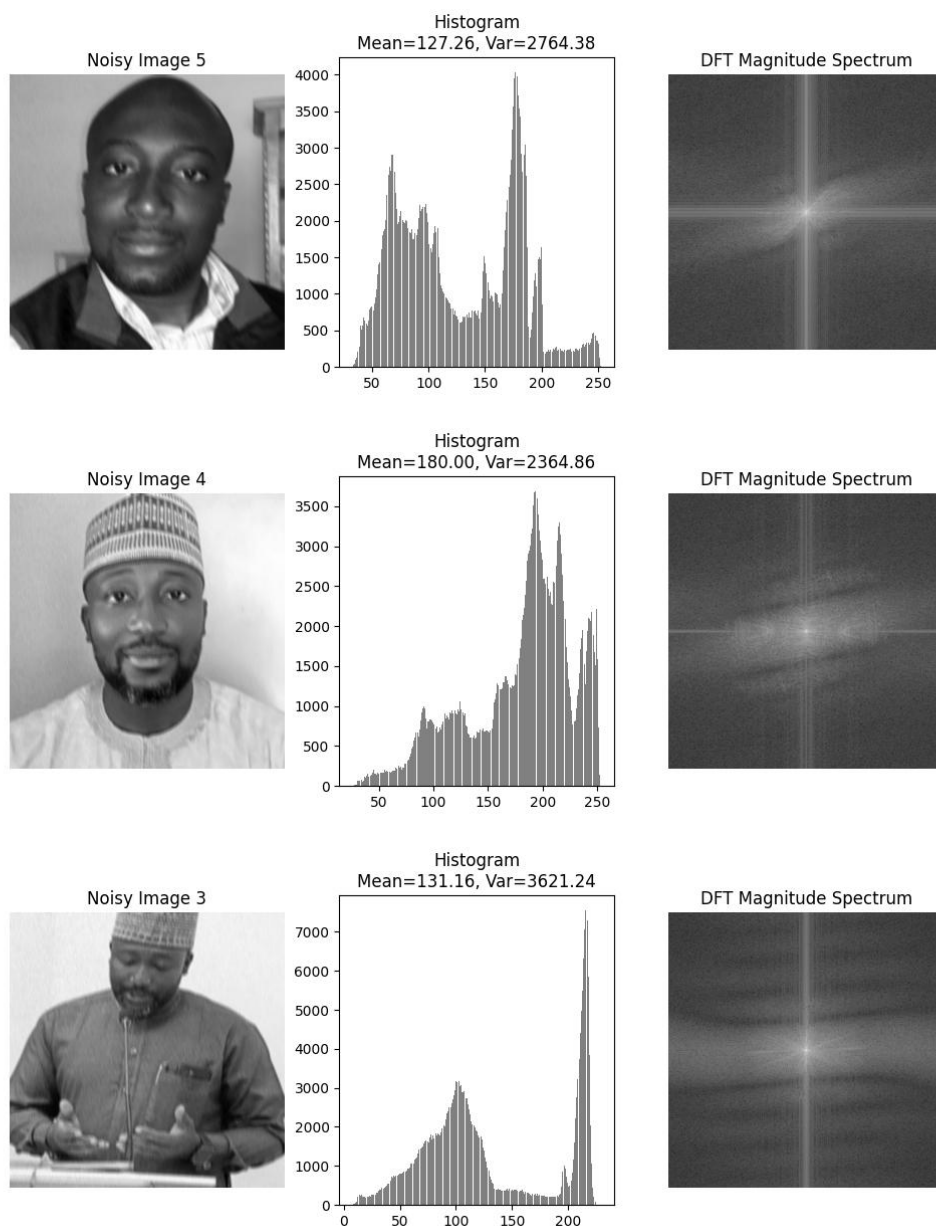 Noisy Image 5
Histogram
Mean=127.26, Var=2764.38
DFT Magnitude Spectrum
4000
3500
3000
2500
2000
1500
1000
500
0
50 100 150 200 250
Noisy Image 4
Histogram
Mean=180.00, Var=2364.86
DFT Magnitude Spectrum
3500
3000
2500
2000
1500
1000
500
0
50 100 150 200 250
Noisy Image 3
Histogram
Mean=131.16, Var=3621.24
DFT Magnitude Spectrum
7000
6000
5000
4000
3000
2000
1000
0
0 50 100 150 200